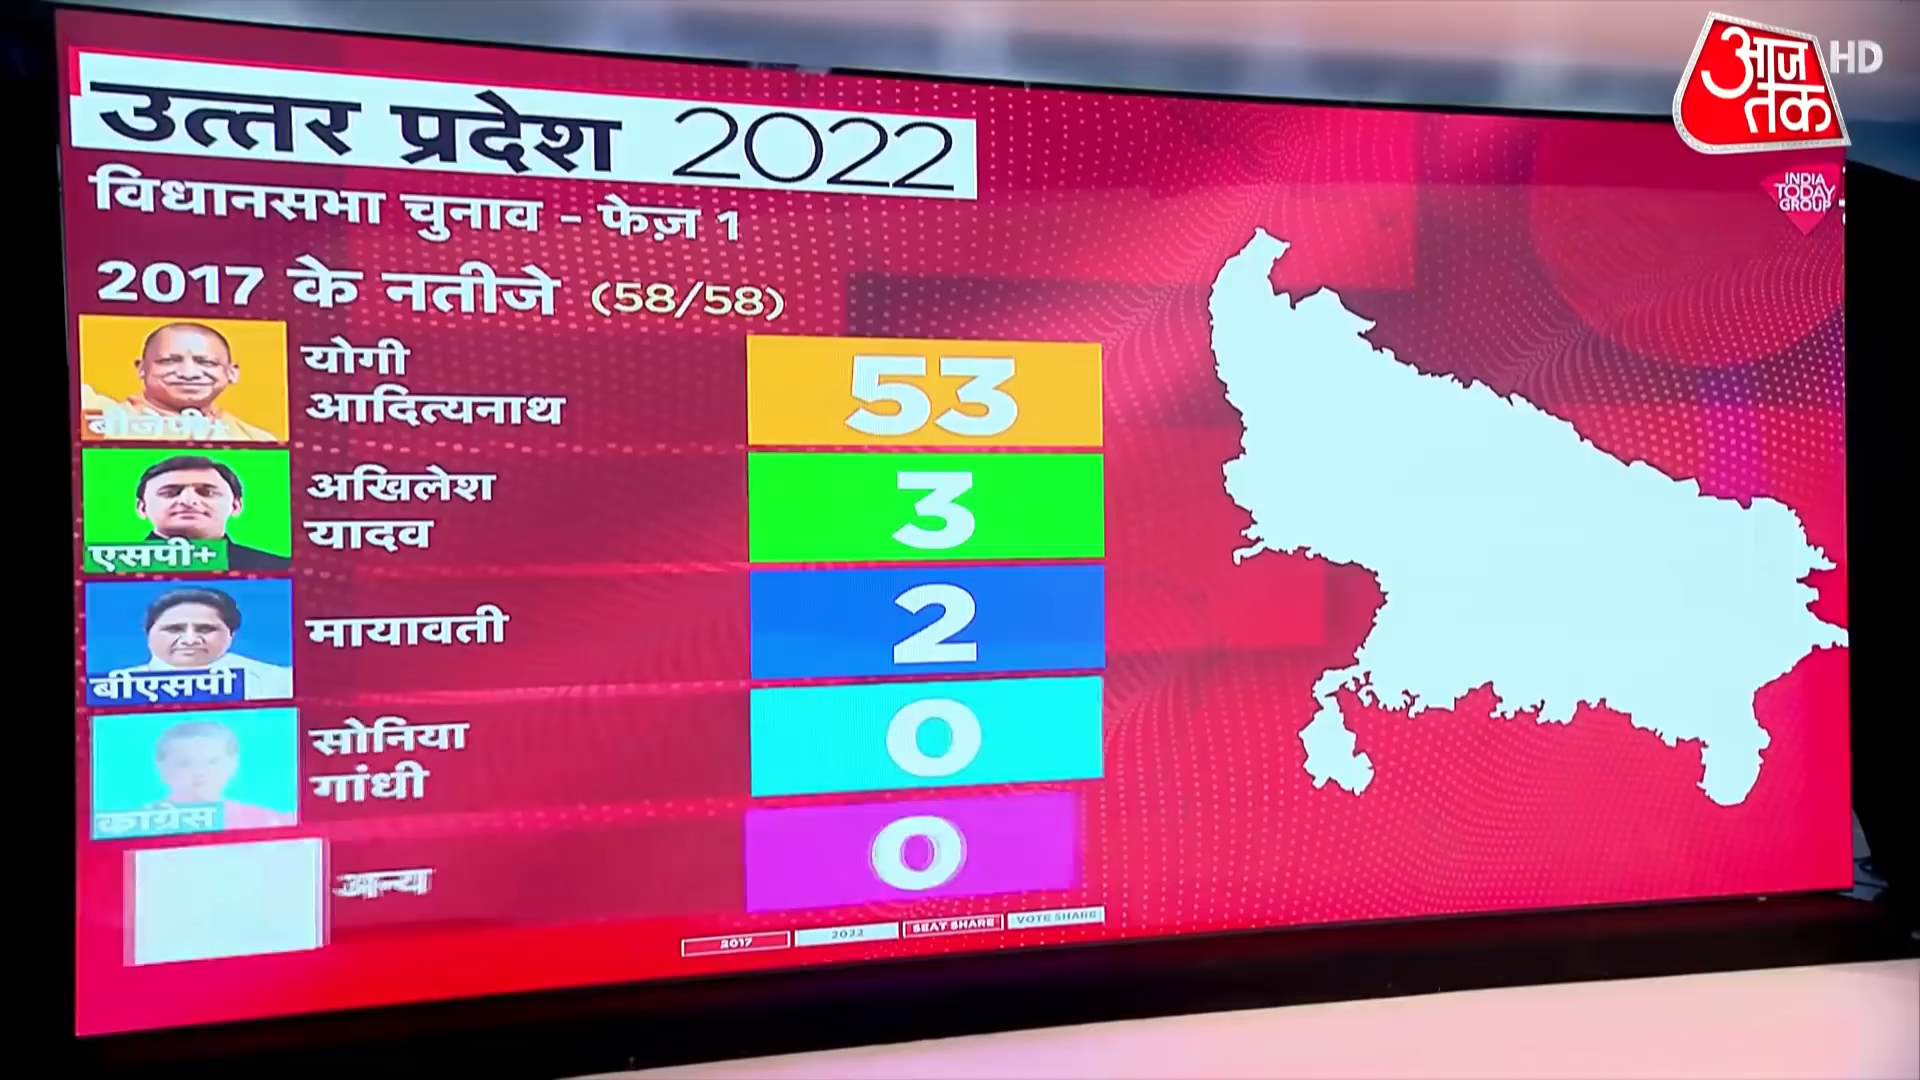 आज तक HD
INDIA TODAY GROUP
उत्तर प्रदेश 2022
विधानसभा चुनाव - फेज़ 1
2017 के नतीजे (58/58)
बीजेपी+
योगी आदित्यनाथ
53
एसपी+
अखिलेश यादव
3
बीएसपी
मायावती
2
कांग्रेस
सोनिया गांधी
0
अन्य
0
2017 2022 SEAT SHARE VOTE SHARE